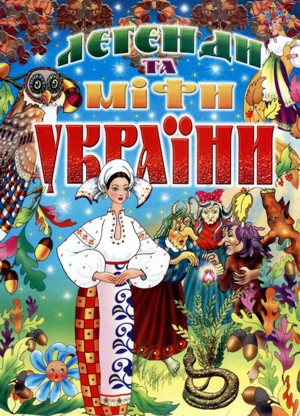 легенди
та
міфи
України